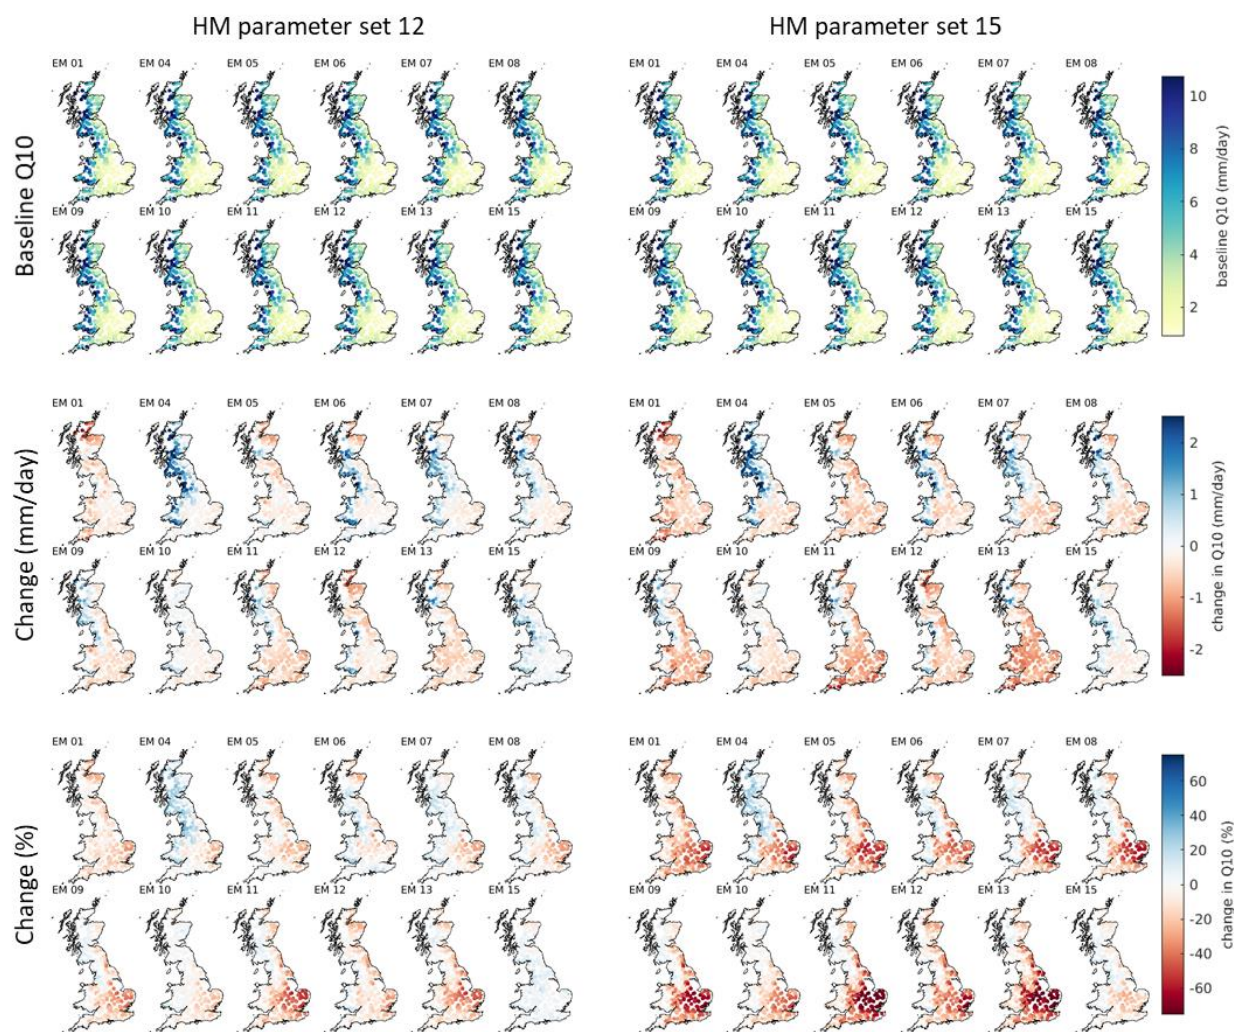 HM parameter set 12 HM parameter set 15
EM 01 EM 04 EM 05 EM 06 EM 07 EM 08 EM 01 EM 04 EM 05 EM 06 EM 07 EM 08
Baseline Q10
EM 09 EM 10 EM 11 EM 12 EM 13 EM 15 EM 09 EM 10 EM 11 EM 12 EM 13 EM 15
10
8
6
4
2
baseline Q10 (mm/day)
EM 01 EM 04 EM 05 EM 06 EM 07 EM 08 EM 01 EM 04 EM 05 EM 06 EM 07 EM 08
Change (mm/day)
EM 09 EM 10 EM 11 EM 12 EM 13 EM 15 EM 09 EM 10 EM 11 EM 12 EM 13 EM 15
2
1
0
-1
-2
change in Q10 (mm/day)
EM 01 EM 04 EM 05 EM 06 EM 07 EM 08 EM 01 EM 04 EM 05 EM 06 EM 07 EM 08
Change (%)
EM 09 EM 10 EM 11 EM 12 EM 13 EM 15 EM 09 EM 10 EM 11 EM 12 EM 13 EM 15
60
40
20
0
-20
-40
-60
change in Q10 (%)